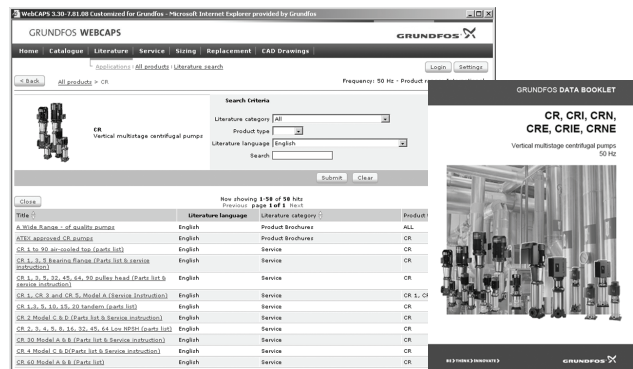 WebCAPS 3.30-7.81.08 Customized for Grundfos - Microsoft Internet Explorer provided by Grundfos
GRUNDFOS WEBCAPS
GRUNDFOS
Home Catalogue Literature Service Sizing Replacement CAD Drawings
Applications All products Literature search
Login Settings
< Back All products > CR
Frequency: 50 Hz - Product
CR
Vertical multistage centrifugal pumps
Search Criteria
Literature category All
Product type
Literature language English
Search
Submit Clear
Close
Now showing 1-58 of 58 hits
Previous page 1 of 1 Next
Title Literature language Literature category Product
A Wide Range - of quality pumps English Product Brochures ALL
ATEX approved CR pumps English Product Brochures CR
CR 1 to 90 air-cooled top (parts list) English Service CR
CR 1, 3, 5 Bearing flange (Parts list & service
instruction) English Service CR
CR 1, 3, 5, 32, 45, 64, 90 pulles head (Parts list &
service instruction) English Service CR
CR 1, CR 3 and CR 5, Model A (Service Instruction) English Service CR 1, CR
CR 1,3, 5, 10, 15, 20 tandem (parts list) English Service CR
CR 2 Model C & D (Parts list & Service instruction) English Service CR
CR 2, 3, 4, 5, 8, 16, 32, 45, 64 Low NPSH (parts list) English Service CR
CR 30 Model A & B (Parts list & Service instruction) English Service CR
CR 4 Model C & D(Parts list & Service instruction) English Service CR
CR 60 Model A & B (Parts list) English Service CR
GRUNDFOS DATA BOOKLET
CR, CRI, CRN,
CRE, CRIE, CRNE
Vertical multistage centrifugal pumps
50 Hz
BE > THINK > INNOVATE >
GRUNDFOS